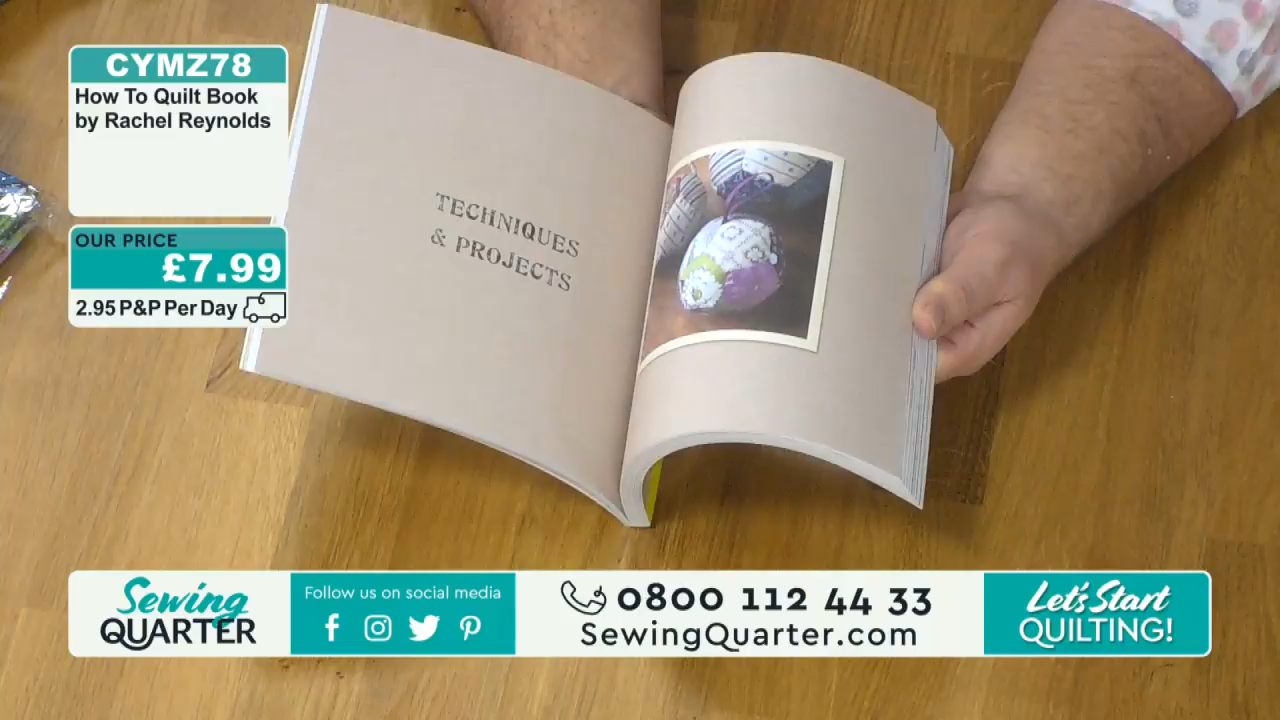 CYMZ78
How To Quilt Book
by Rachel Reynolds
OUR PRICE
£7.99
2.95 P&P Per Day
TECHNIQUES
& PROJECTS
Sewing
QUARTER
Follow us on social media
0800 112 44 33
SewingQuarter.com
Let's Start
QUILTING!